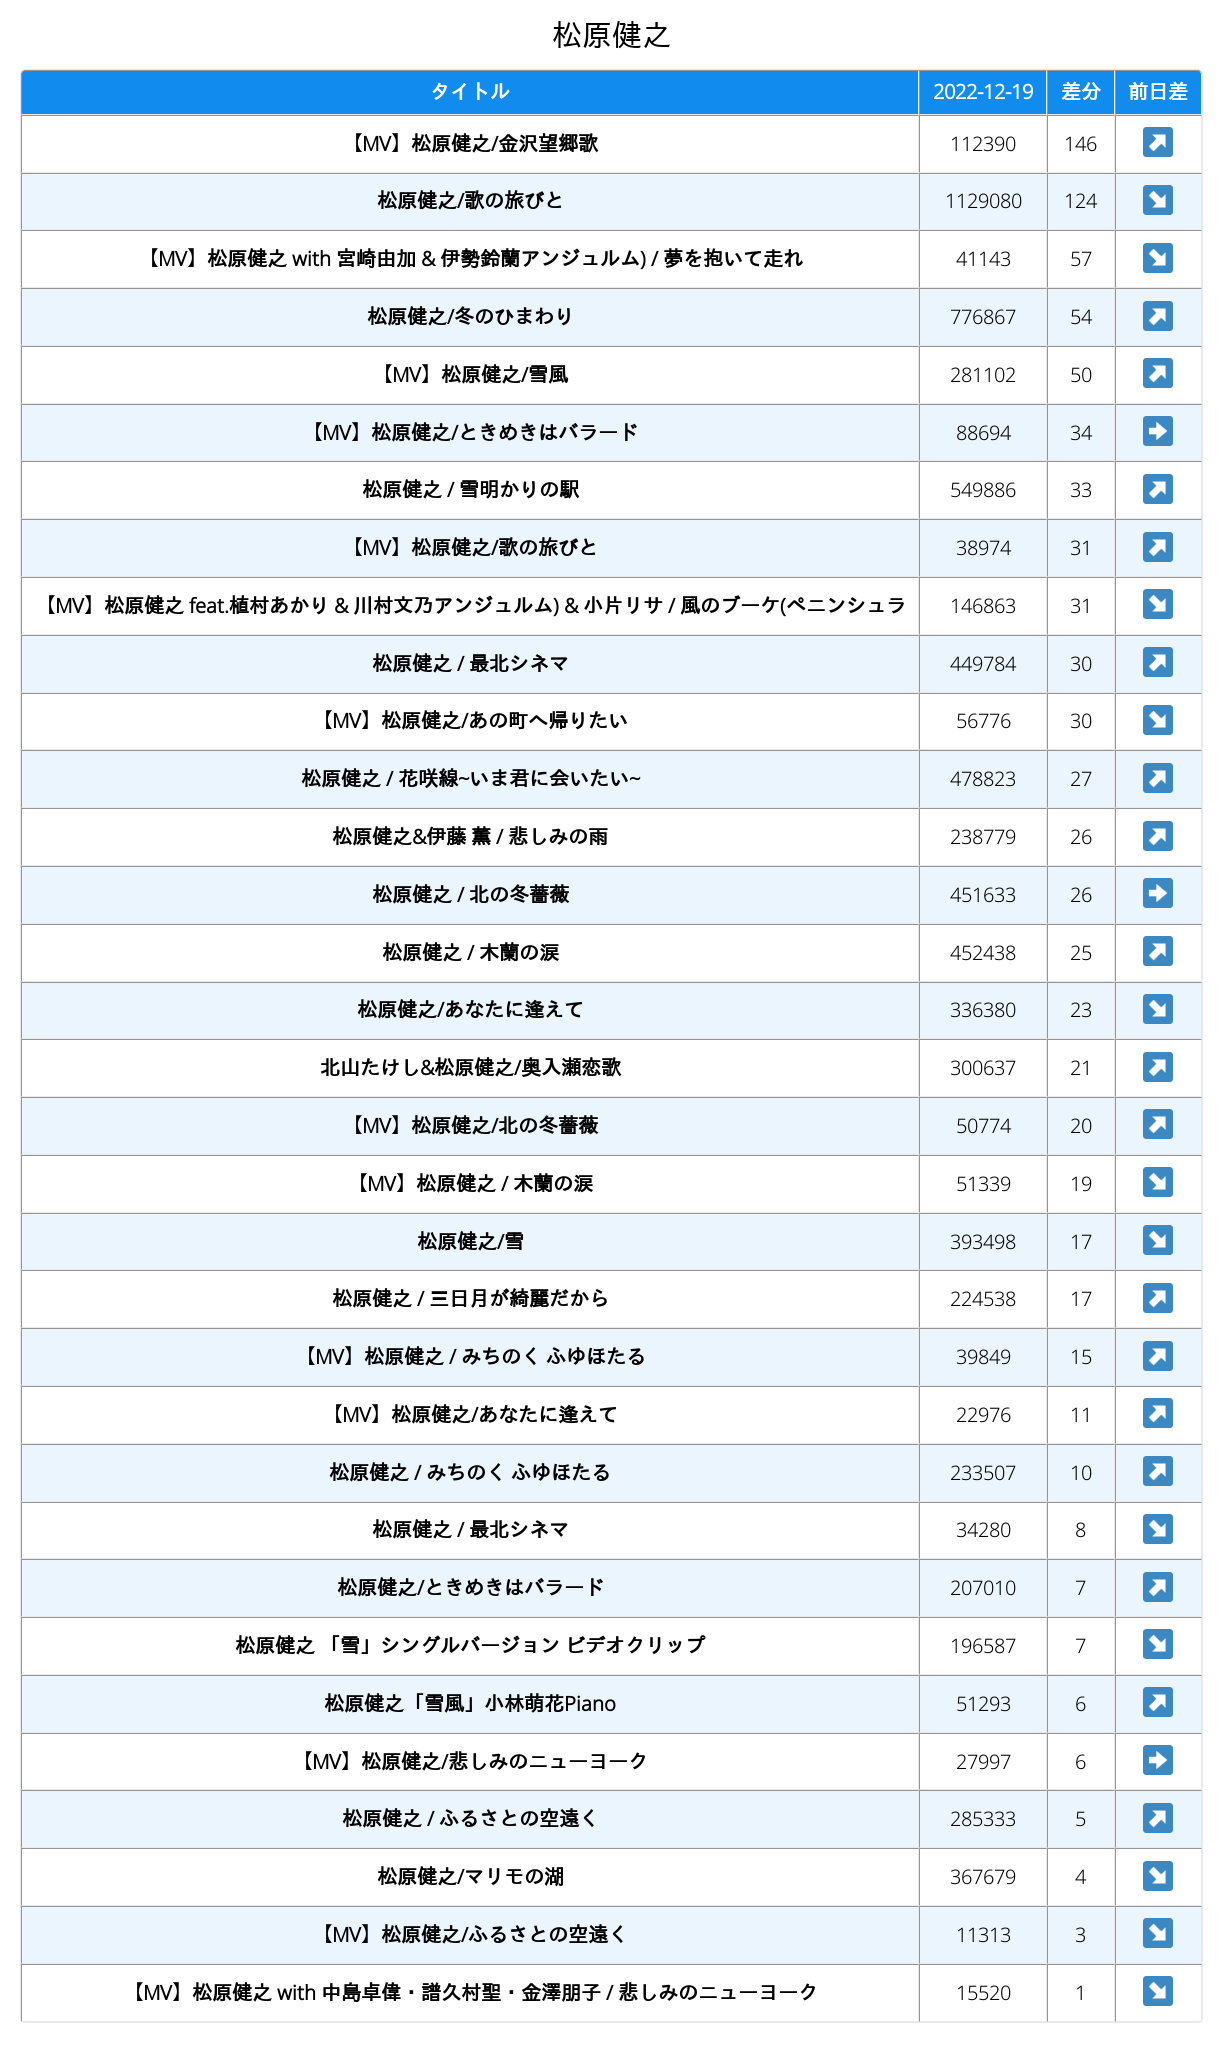 松原健之
タイトル 2022-12-19 差分 前日差
【MV】松原健之/金沢望郷歌 112390 146 ↗
松原健之/歌の旅びと 1129080 124 ↘
【MV】松原健之 with 宮崎由加 & 伊勢鈴蘭アンジュルム) / 夢を抱いて走れ 41143 57 ↘
松原健之/冬のひまわり 776867 54 ↗
【MV】松原健之/雪風 281102 50 ↗
【MV】松原健之/ときめきはバラード 88694 34 ➡
松原健之 / 雪明かりの駅 549886 33 ↗
【MV】松原健之/歌の旅びと 38974 31 ↗
【MV】松原健之 feat.植村あかり & 川村文乃アンジュルム) & 小片リサ / 風のブーケ(ペニンシュラ 146863 31 ↘
松原健之 / 最北シネマ 449784 30 ↗
【MV】松原健之/あの町へ帰りたい 56776 30 ↘
松原健之 / 花咲線~いま君に会いたい~ 478823 27 ↗
松原健之&伊藤 薫 / 悲しみの雨 238779 26 ↗
松原健之 / 北の冬薔薇 451633 26 ➡
松原健之 / 木蘭の涙 452438 25 ↗
松原健之/あなたに逢えて 336380 23 ↘
北山たけし&松原健之/奥入瀬恋歌 300637 21 ↗
【MV】松原健之/北の冬薔薇 50774 20 ↗
【MV】松原健之 / 木蘭の涙 51339 19 ↘
松原健之/雪 393498 17 ↘
松原健之 / 三日月が綺麗だから 224538 17 ↗
【MV】松原健之 / みちのく ふゆほたる 39849 15 ↗
【MV】松原健之/あなたに逢えて 22976 11 ↗
松原健之 / みちのく ふゆほたる 233507 10 ↗
松原健之 / 最北シネマ 34280 8 ↘
松原健之/ときめきはバラード 207010 7 ↗
松原健之 「雪」シングルバージョン ビデオクリップ 196587 7 ↘
松原健之「雪風」小林萌花Piano 51293 6 ↗
【MV】松原健之/悲しみのニューヨーク 27997 6 ➡
松原健之 / ふるさとの空遠く 285333 5 ↗
松原健之/マリモの湖 367679 4 ↘
【MV】松原健之/ふるさとの空遠く 11313 3 ↘
【MV】松原健之 with 中島卓偉・譜久村聖・金澤朋子 / 悲しみのニューヨーク 15520 1 ↘